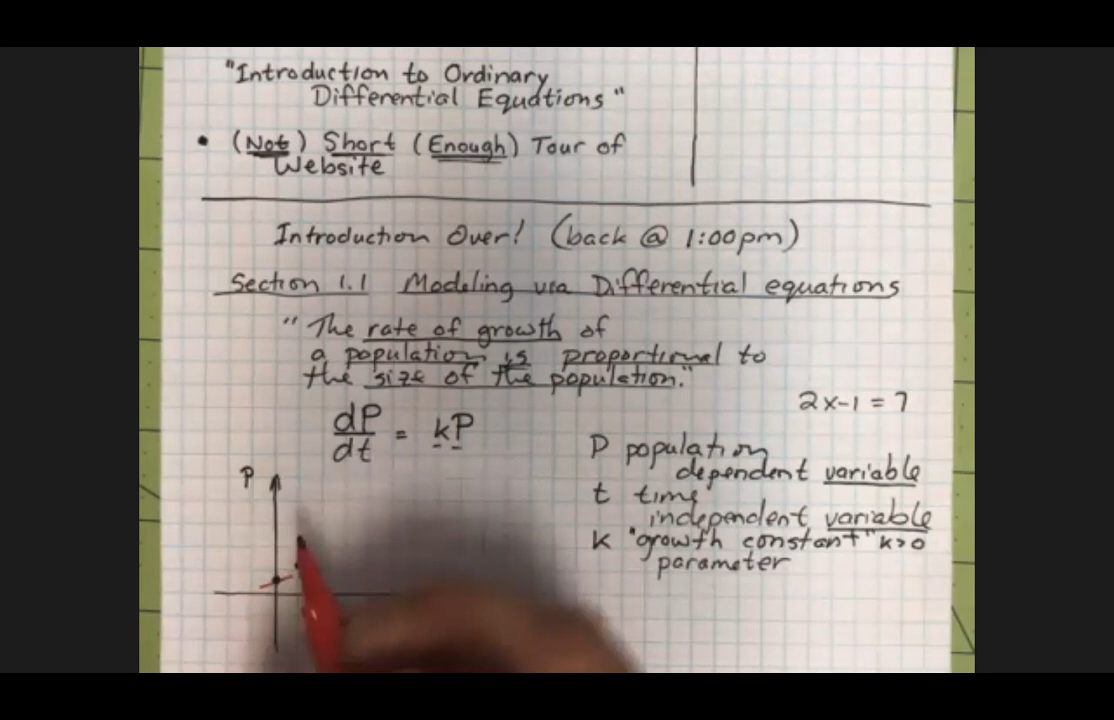 "Introduction to Ordinary
Differential Equations"
• (Not) Short (Enough) Tour of
Website
Introduction Over! (back @ 1:00pm)
Section 1.1 Modeling via Differential equations
"The rate of growth of
a population is proportional to
the size of the population."
2x-1 = 7
dP/dt = kP
P population
dependent variable
t time
independent variable
k "growth constant" k>0
parameter
P